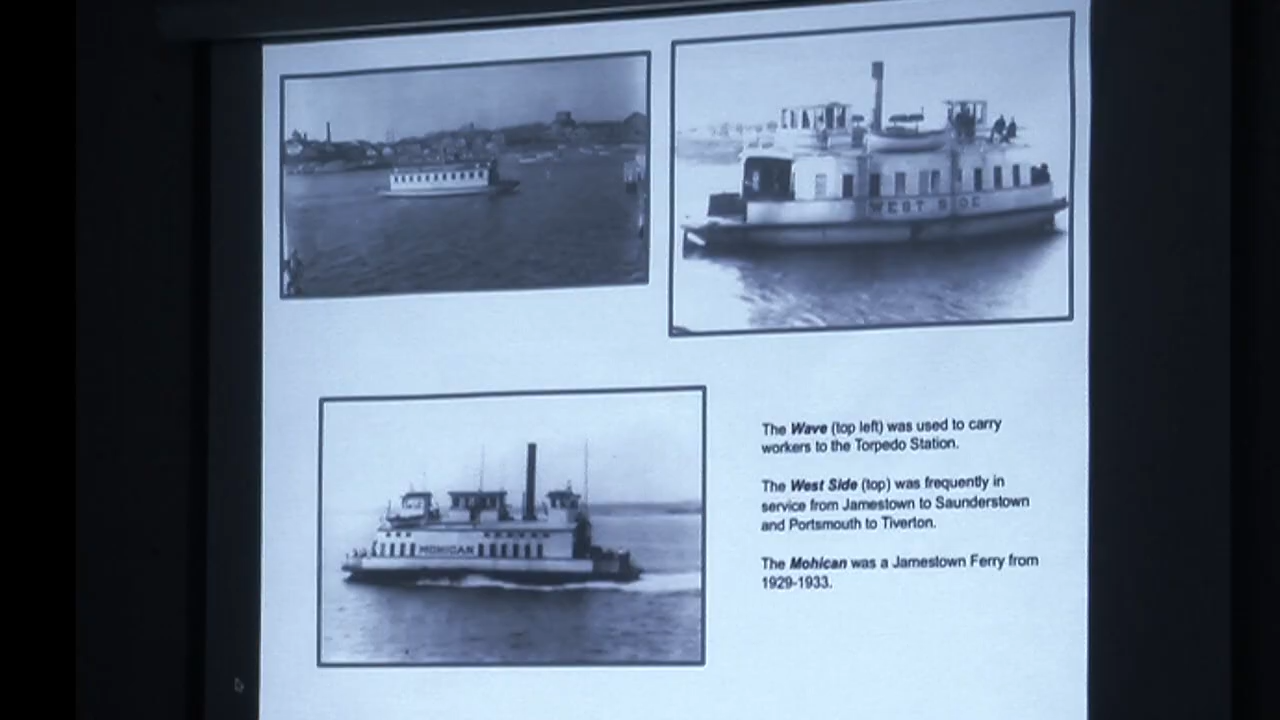 WEST SIDE
MOHICAN
The Wave (top left) was used to carry
workers to the Torpedo Station.
The West Side (top) was frequently in
service from Jamestown to Saunderstown
and Portsmouth to Tiverton.
The Mohican was a Jamestown Ferry from
1929-1933.